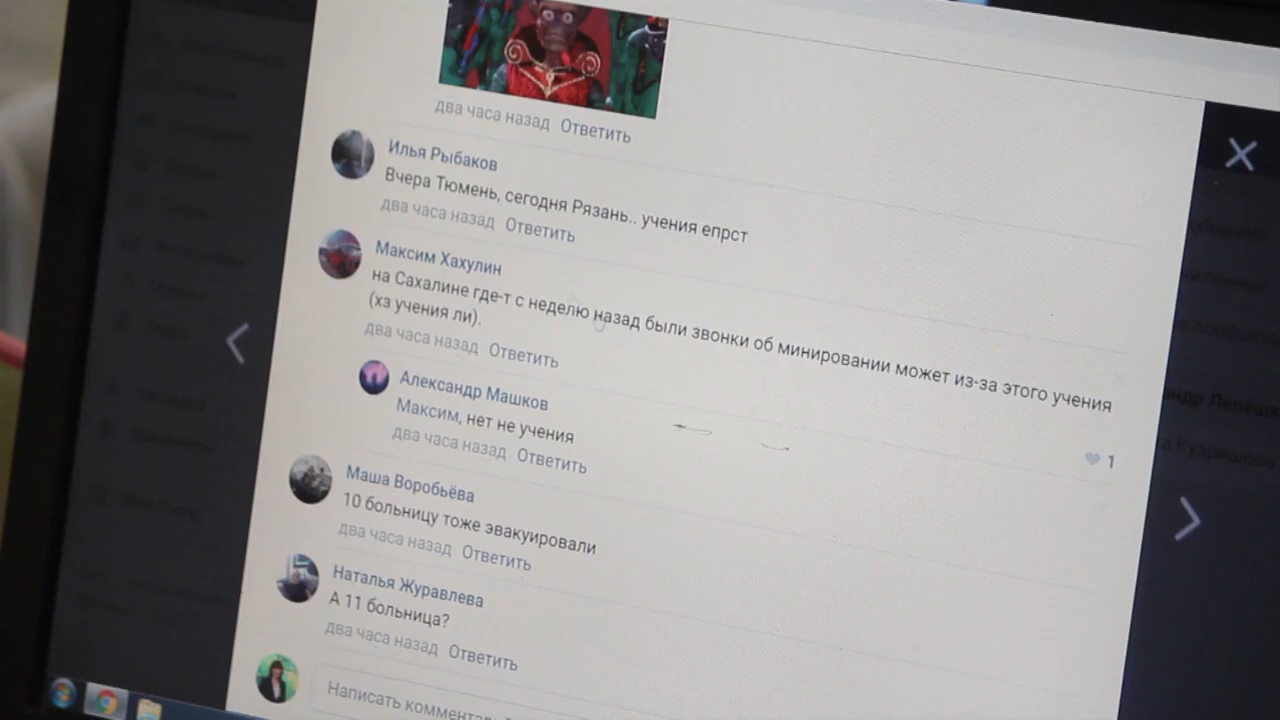 два часа назад Ответить
Илья Рыбаков
Вчера Тюмень, сегодня Рязань.. учения епрст
два часа назад Ответить
Максим Хахулин
на Сахалине где-т с неделю назад были звонки об минировании может из-за этого учения
(хз учения ли).
два часа назад Ответить
Александр Машков
Максим, нет не учения
два часа назад Ответить
1
Маша Воробьёва
10 больницу тоже эвакуировали
два часа назад Ответить
Наталья Журавлева
А 11 больница?
два часа назад Ответить
Написать